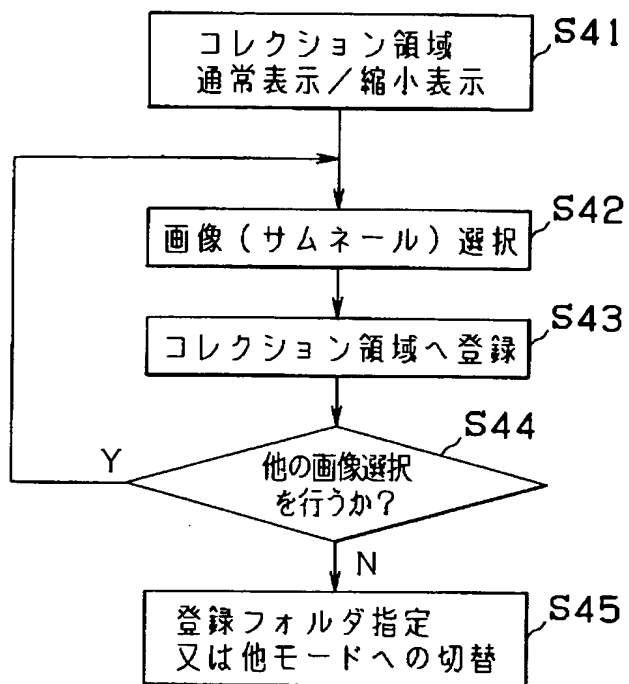 コレクション領域
通常表示/縮小表示
S41
画像(サムネール)選択
S42
コレクション領域へ登録
S43
他の画像選択
を行うか?
S44
Y
N
登録フォルダ指定
又は他モードへの切替
S45